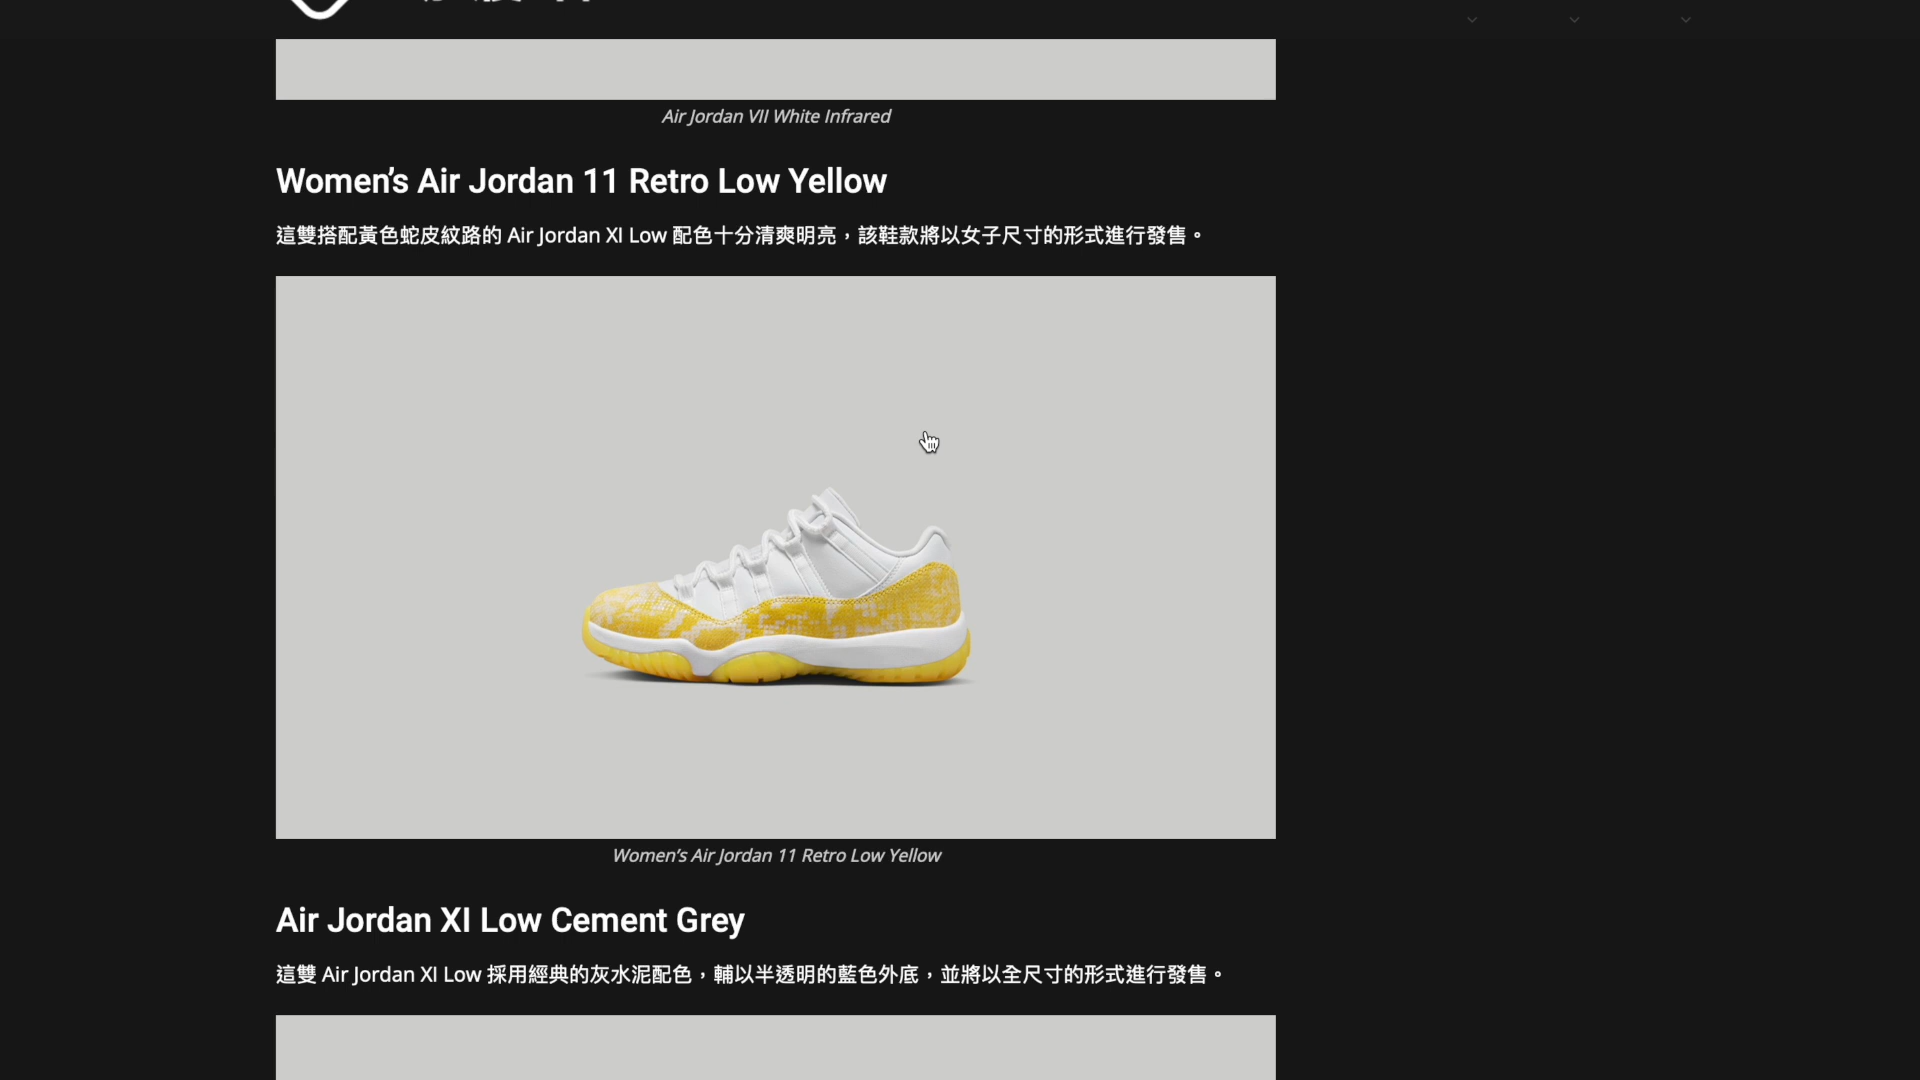 Air Jordan VII White Infrared
Women's Air Jordan 11 Retro Low Yellow
這雙搭配黃色蛇皮紋路的 Air Jordan XI Low 配色十分清爽明亮，該鞋款將以女子尺寸的形式進行發售。
Women's Air Jordan 11 Retro Low Yellow
Air Jordan XI Low Cement Grey
這雙 Air Jordan XI Low 採用經典的灰水泥配色，輔以半透明的藍色外底，並將以全尺寸的形式進行發售。